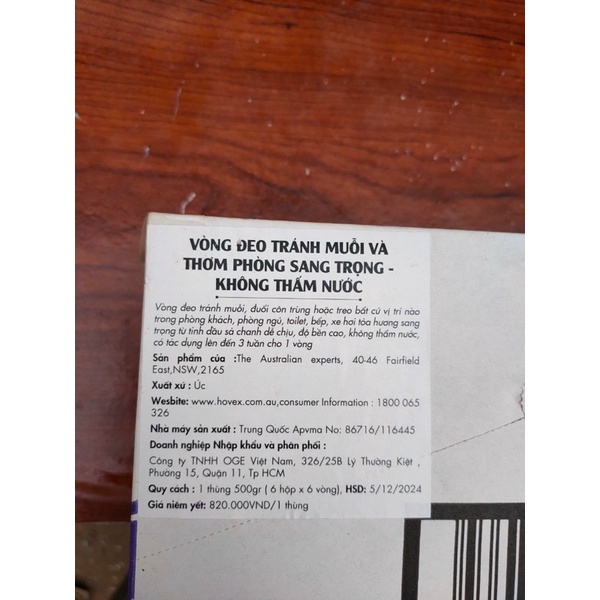 VÒNG ĐEO TRÁNH MUỖI VÀ
THƠM PHÒNG SANG TRỌNG -
KHÔNG THẤM NƯỚC
Vòng đeo tránh muỗi, đuổi côn trùng hoặc treo bất cứ vị trí nào
trong phòng khách, phòng ngủ, toilet, bếp, xe hơi tỏa hương sang
trọng từ tinh dầu sả chanh dễ chịu, độ bền cao, không thấm nước,
có tác dụng lên đến 3 tuần cho 1 vòng
Sản phẩm của :The Australian experts, 40-46 Fairfield
East,NSW,2165
Xuất xứ : Úc
Wesbite: www.hovex.com.au,consumer Information : 1800 065
326
Nhà máy sản xuất : Trung Quốc Apvma No: 86716/116445
Doanh nghiệp Nhập khẩu và phân phối :
Công ty TNHH OGE Việt Nam, 326/25B Lý Thường Kiệt ,
Phường 15, Quận 11, Tp HCM
Quy cách : 1 thùng 500gr ( 6 hộp x 6 vòng), HSD: 5/12/2024
Giá niêm yết: 820.000VND/1 thùng